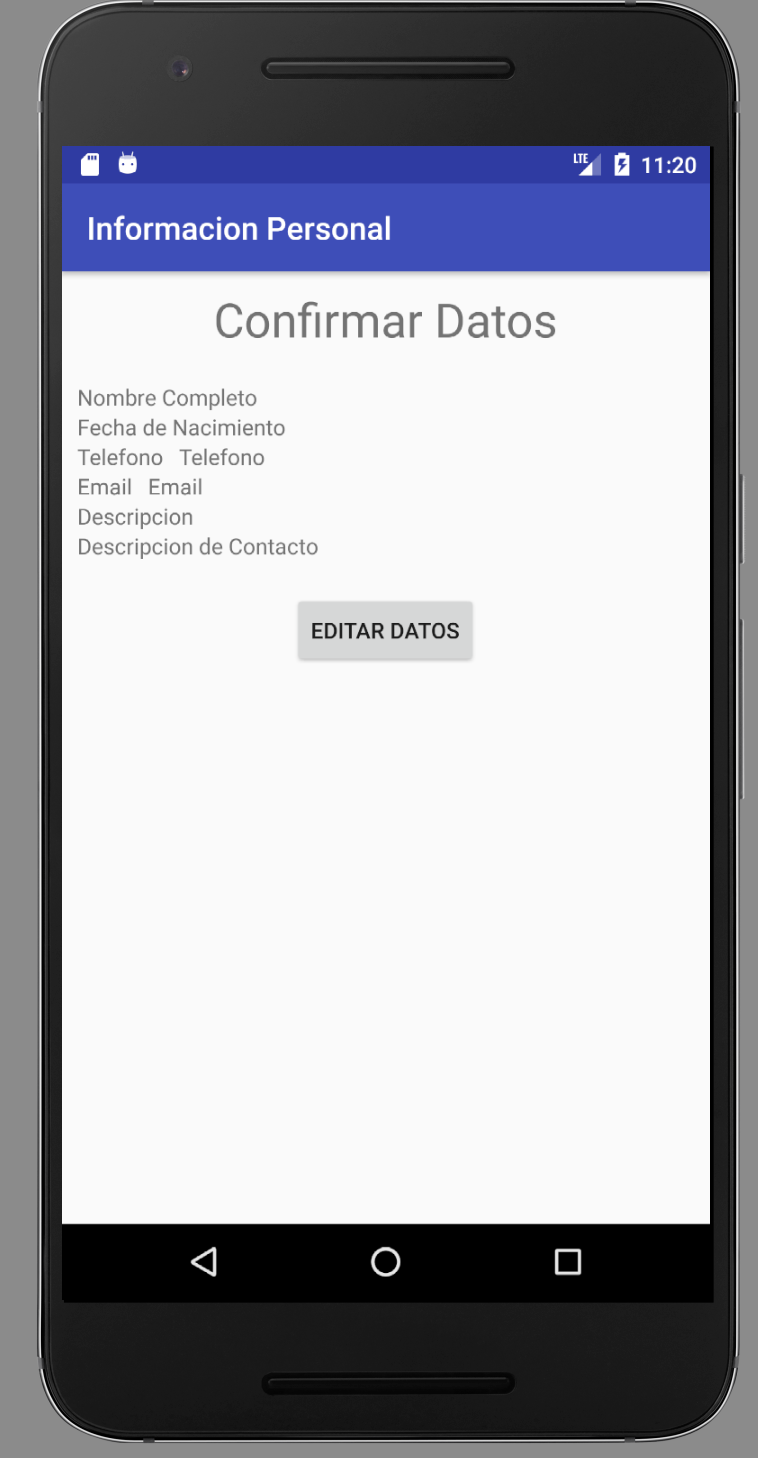 LTE 11:20
Informacion Personal
Confirmar Datos
Nombre Completo
Fecha de Nacimiento
Telefono Telefono
Email Email
Descripcion
Descripcion de Contacto
EDITAR DATOS